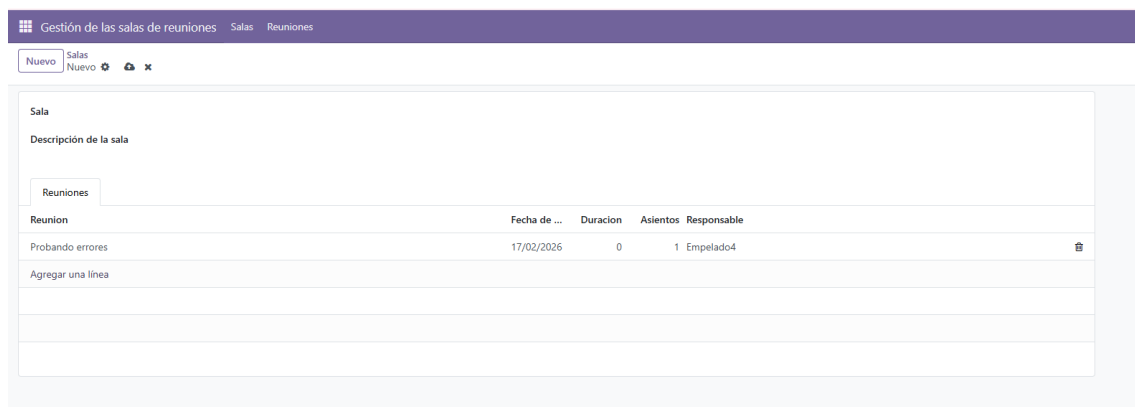 Gestión de las salas de reuniones Salas Reuniones
Nuevo Salas
Nuevo
Sala
Descripción de la sala
Reuniones
Reunion Fecha de ... Duracion Asientos Responsable
Probando errores 17/02/2026 0 1 Empelado4
Agregar una línea